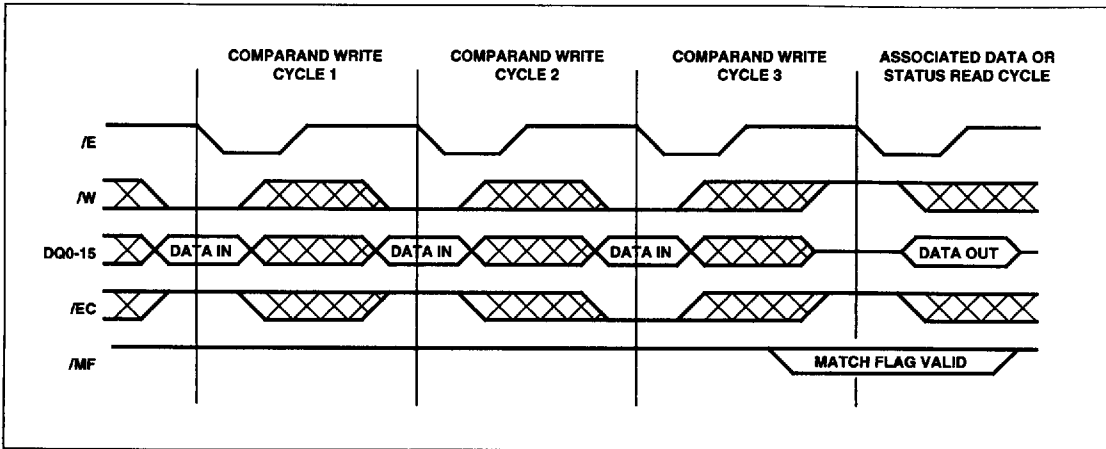 COMPARAND WRITE
CYCLE 1
COMPARAND WRITE
CYCLE 2
COMPARAND WRITE
CYCLE 3
ASSOCIATED DATA OR
STATUS READ CYCLE
/E
/W
DQ0-15
DATA IN
DATA IN
DATA IN
DATA OUT
/EC
/MF
MATCH FLAG VALID